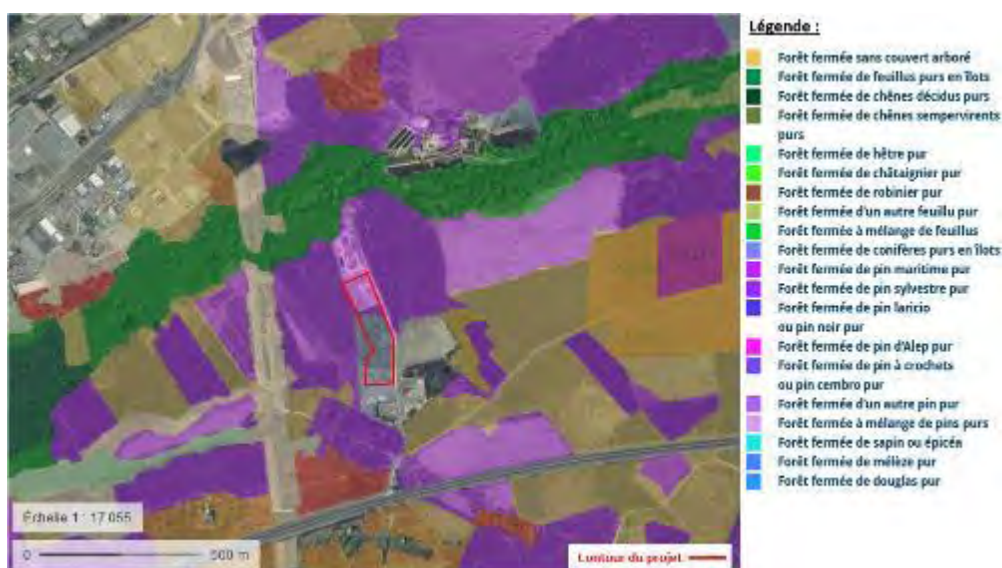 Légende :
Forêt fermée sans couvert arboré
Forêt fermée de feuillus purs en îlots
Forêt fermée de chênes décidus purs
Forêt fermée de chênes sempervirents
purs
Forêt fermée de hêtre pur
Forêt fermée de châtaignier pur
Forêt fermée de robinier pur
Forêt fermée d'un autre feuillu pur
Forêt fermée à mélange de feuillus
Forêt fermée de conifères purs en îlots
Forêt fermée de pin maritime pur
Forêt fermée de pin sylvestre pur
Forêt fermée de pin laricio
ou pin noir pur
Forêt fermée de pin d'Alep pur
Forêt fermée de pin à crochets
ou pin cembro pur
Forêt fermée d'un autre pin pur
Forêt fermée à mélange de pins purs
Forêt fermée de sapin ou épicéa
Forêt fermée de mélèze pur
Forêt fermée de douglas pur
Échelle 1 : 17 055
0 500 m
Contour du projet